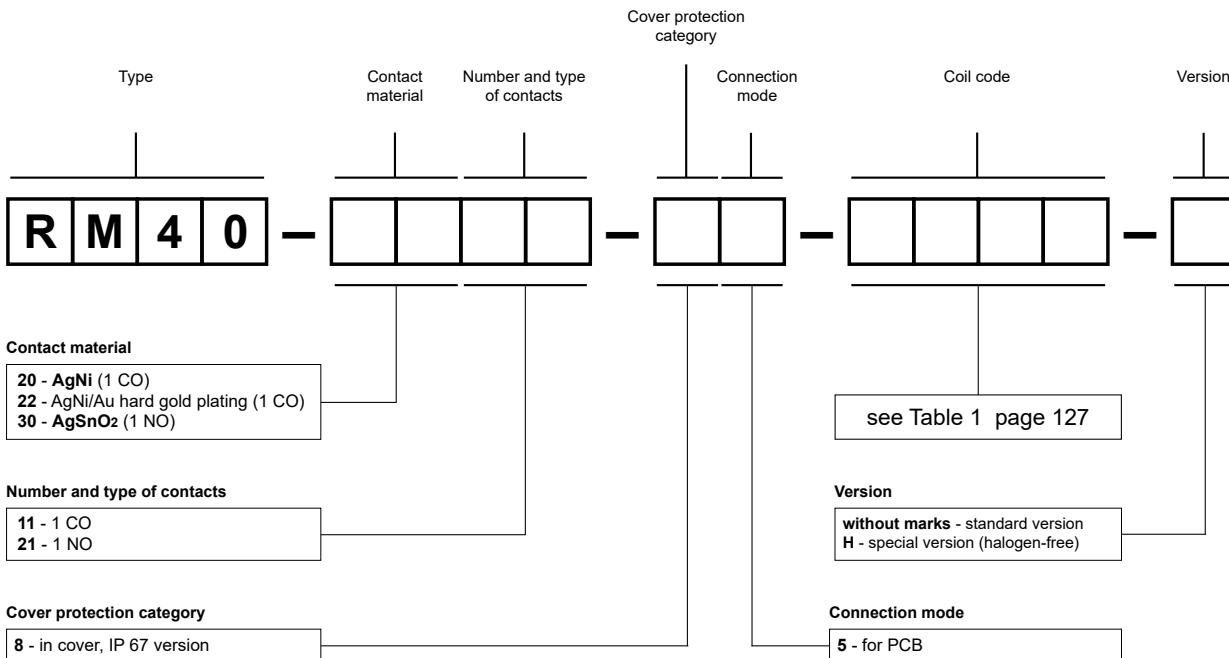 Cover protection
category
Type
Contact
material
Number and type
of contacts
Connection
mode
Coil code
Version
R M 4 0 – – – –
Contact material
20 - AgNi (1 CO)
22 - AgNi/Au hard gold plating (1 CO)
30 - AgSnO2 (1 NO)
see Table 1 page 127
Number and type of contacts
11 - 1 CO
21 - 1 NO
Version
without marks - standard version
H - special version (halogen-free)
Cover protection category
8 - in cover, IP 67 version
Connection mode
5 - for PCB